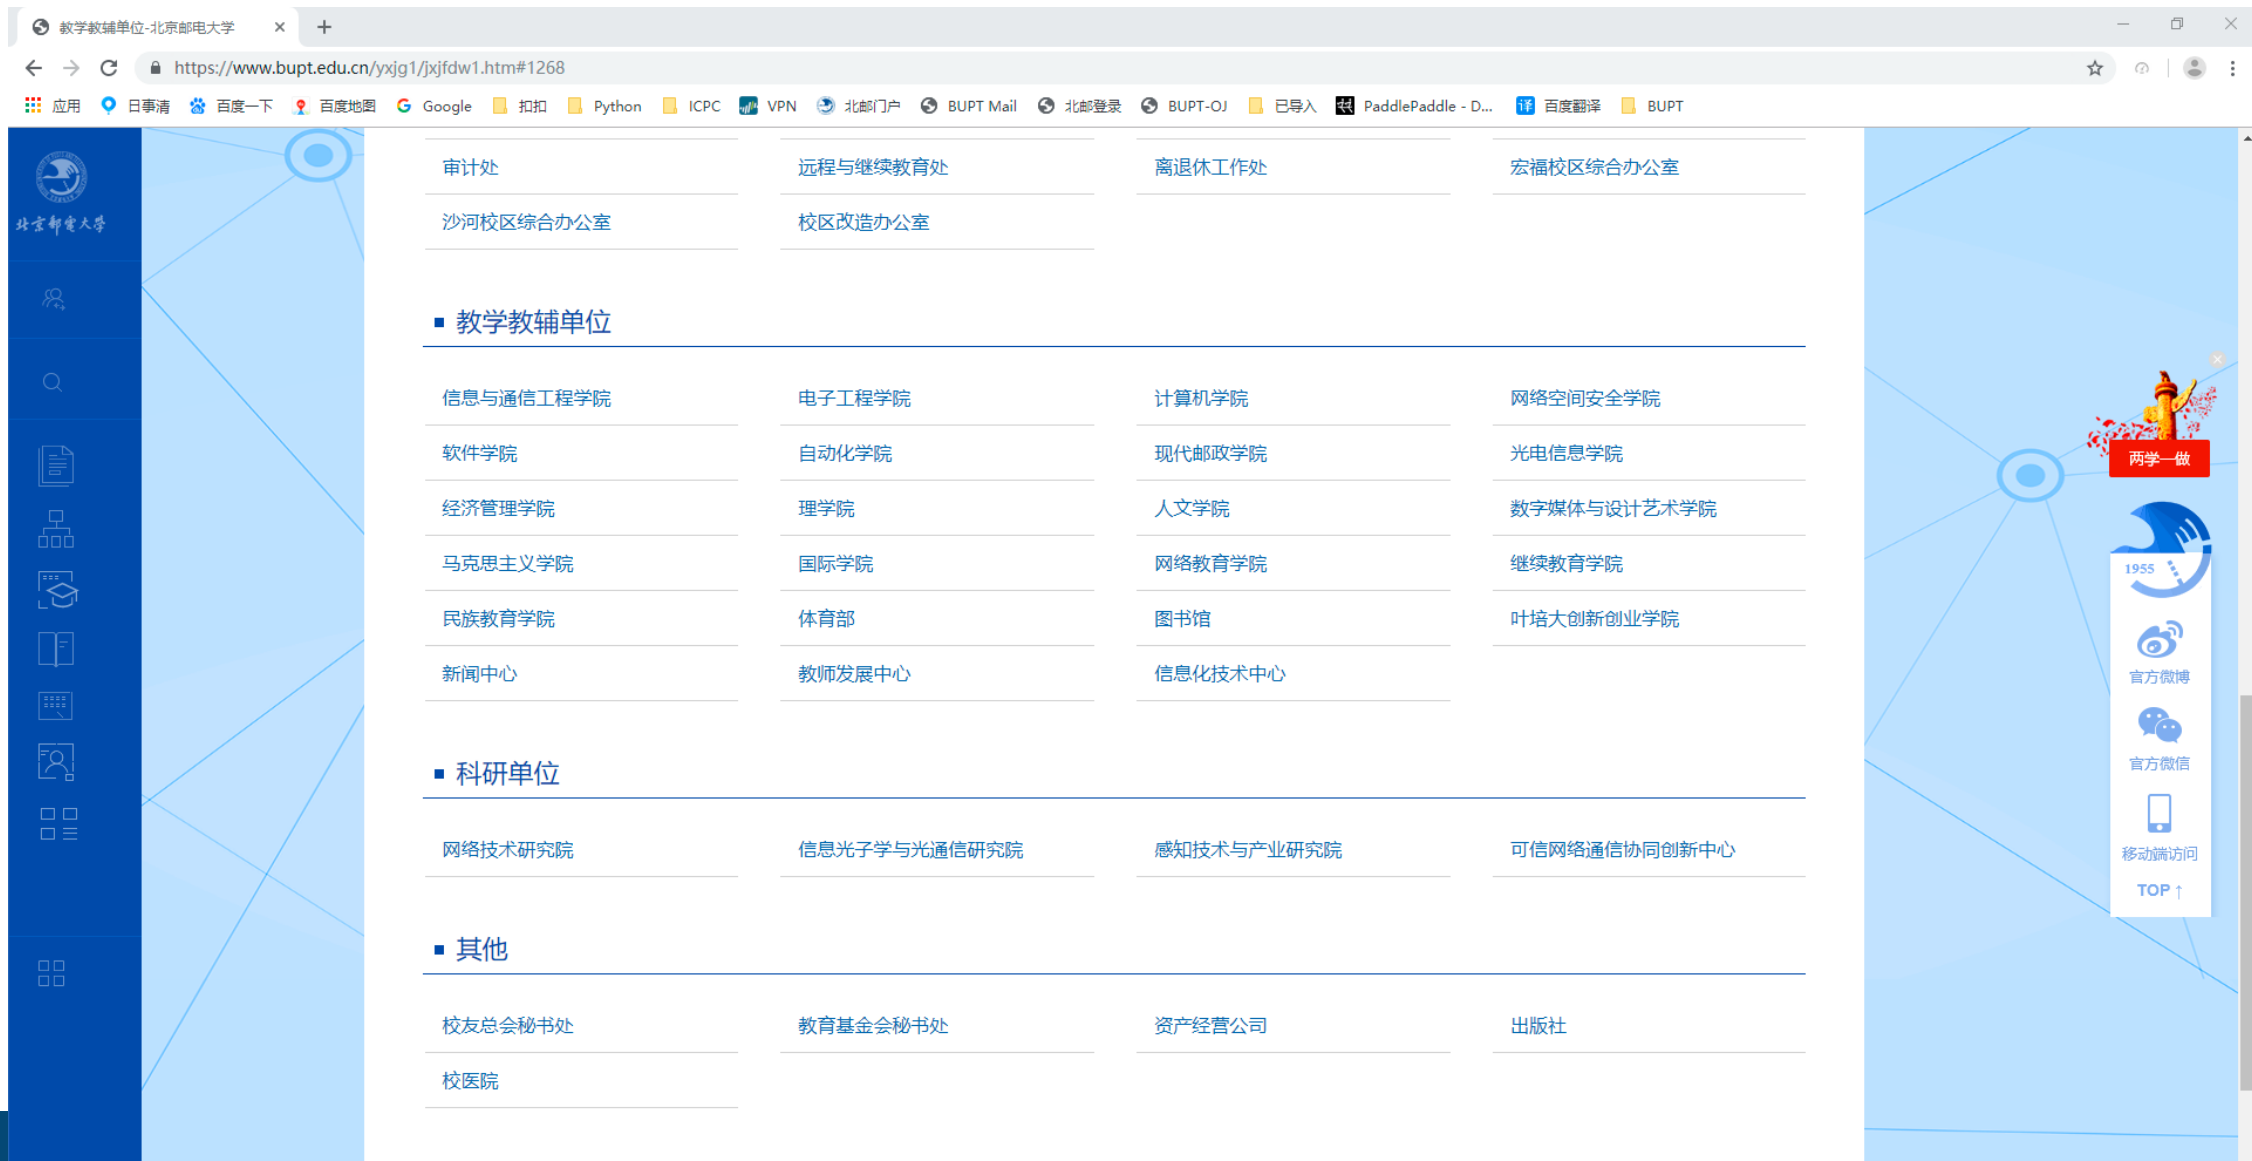 教学教辅单位-北京邮电大学
https://www.bupt.edu.cn/yxjg1/jxjfdw1.htm#1268
应用 日事清 百度一下 百度地图 Google 扣扣 Python ICPC VPN 北邮门户 BUPT Mail 北邮登录 BUPT-OJ 已导入 PaddlePaddle - D... 百度翻译 BUPT
北京邮电大学
审计处 远程与继续教育处 离退休工作处 宏福校区综合办公室
沙河校区综合办公室 校区改造办公室
教学教辅单位
信息与通信工程学院 电子工程学院 计算机学院 网络空间安全学院
软件学院 自动化学院 现代邮政学院 光电信息学院
经济管理学院 理学院 人文学院 数字媒体与设计艺术学院
马克思主义学院 国际学院 网络教育学院 继续教育学院
民族教育学院 体育部 图书馆 叶培大创新创业学院
新闻中心 教师发展中心 信息化技术中心
科研单位
网络技术研究院 信息光子学与光通信研究院 感知技术与产业研究院 可信网络通信协同创新中心
其他
校友总会秘书处 教育基金会秘书处 资产经营公司 出版社
校医院
两学一做
1955
官方微博
官方微信
移动端访问
TOP ↑